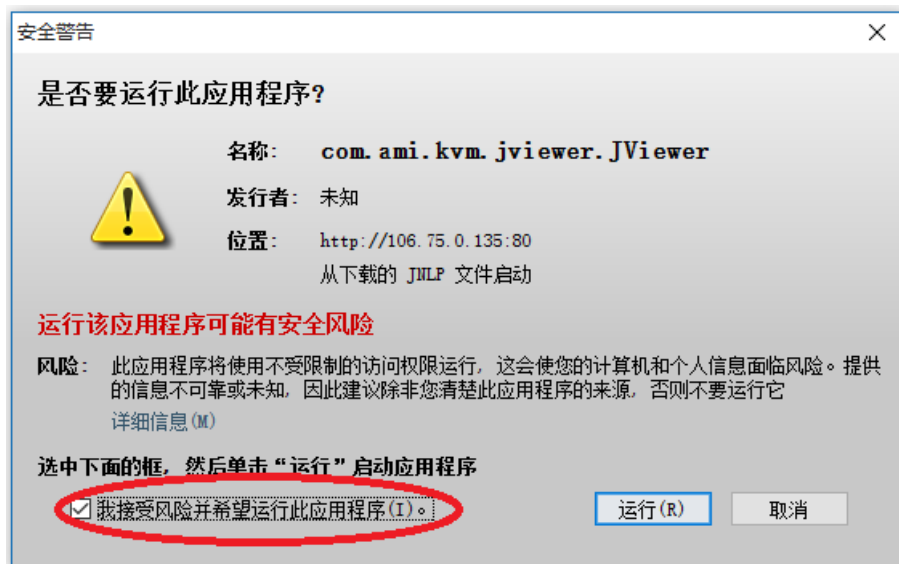 安全警告
是否要运行此应用程序?
名称: com.ami.kvm.jviewer.JViewer
发行者: 未知
位置: http://106.75.0.135:80
从下载的 JNLP 文件启动
运行该应用程序可能有安全风险
风险: 此应用程序将使用不受限制的访问权限运行, 这会使您的计算机和个人信息面临风险。提供
的信息不可靠或未知, 因此建议除非您清楚此应用程序的来源, 否则不要运行它
详细信息(M)
选中下面的框, 然后单击“运行”启动应用程序
我接受风险并希望运行此应用程序(I)。 运行(R) 取消